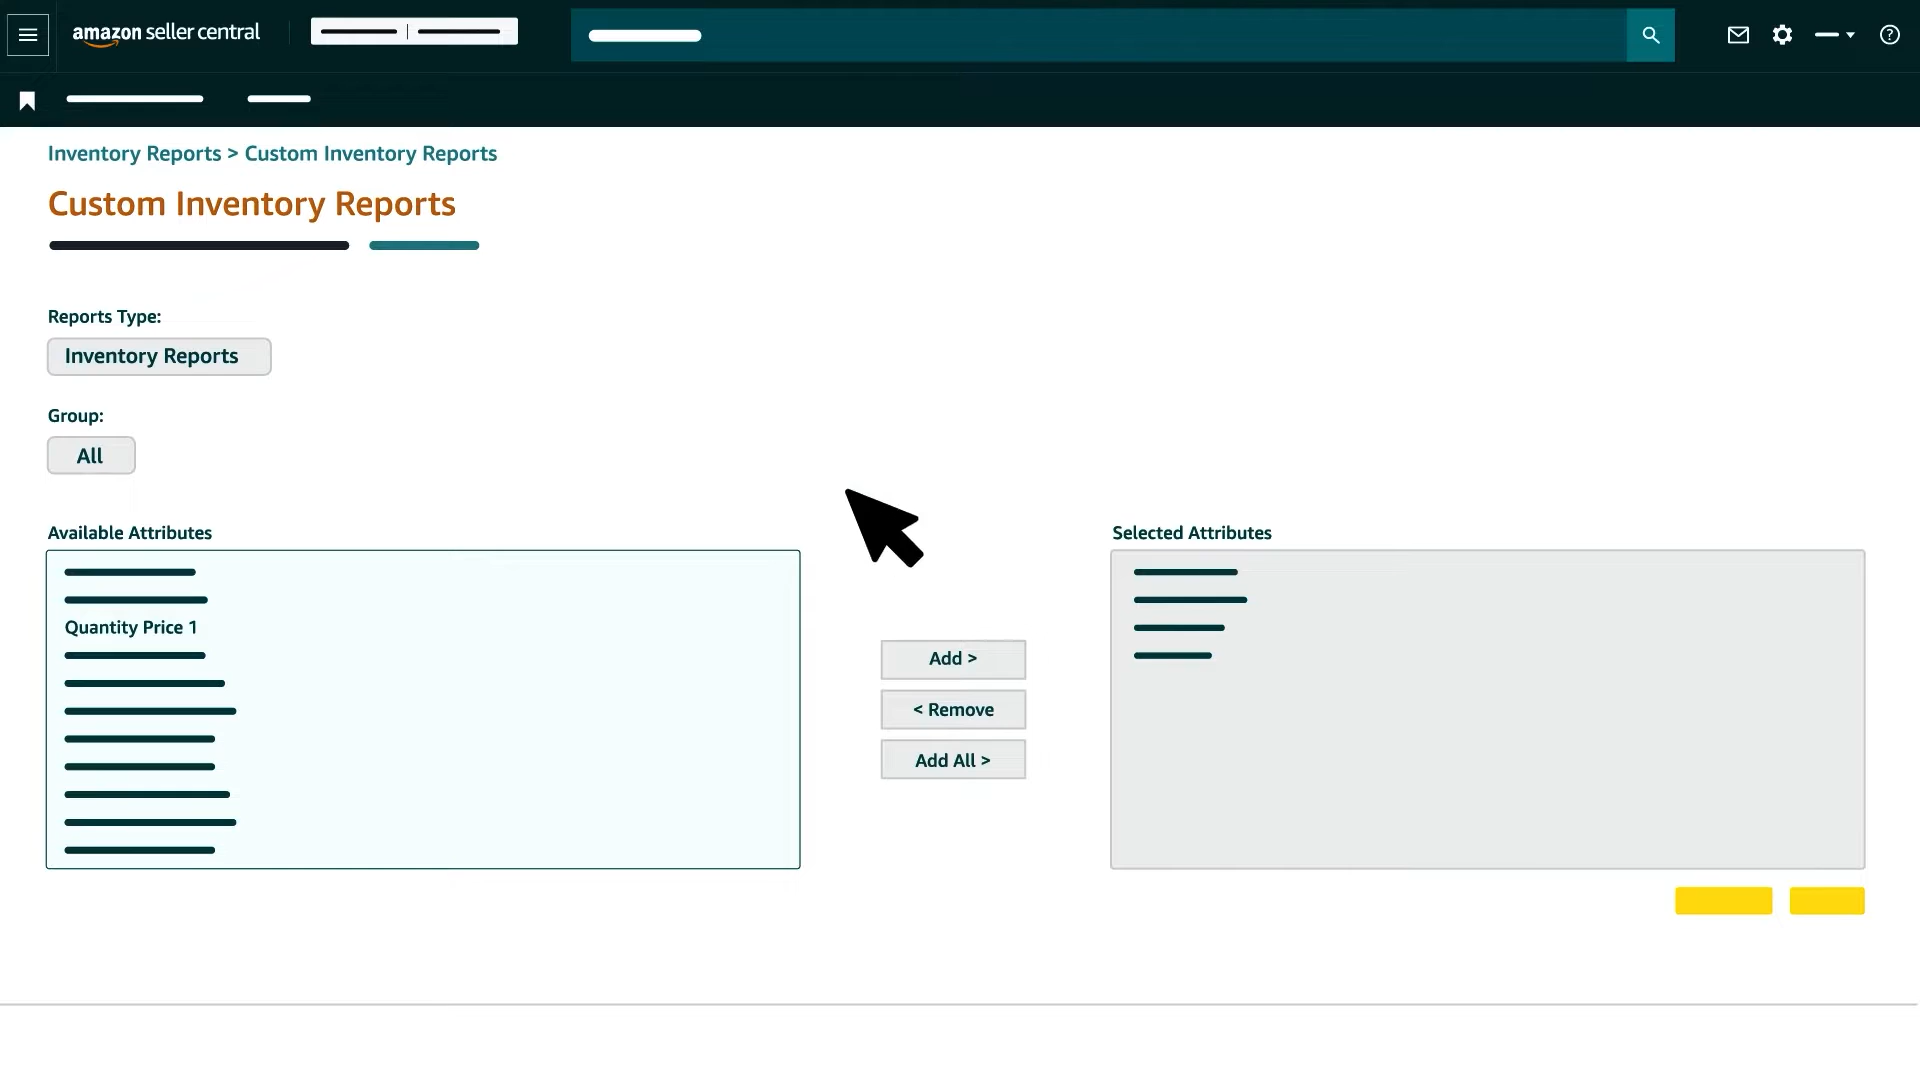 amazon seller central
Inventory Reports > Custom Inventory Reports
Custom Inventory Reports
Reports Type:
Inventory Reports
Group:
All
Available Attributes
Quantity Price 1
Add >
< Remove
Add All >
Selected Attributes